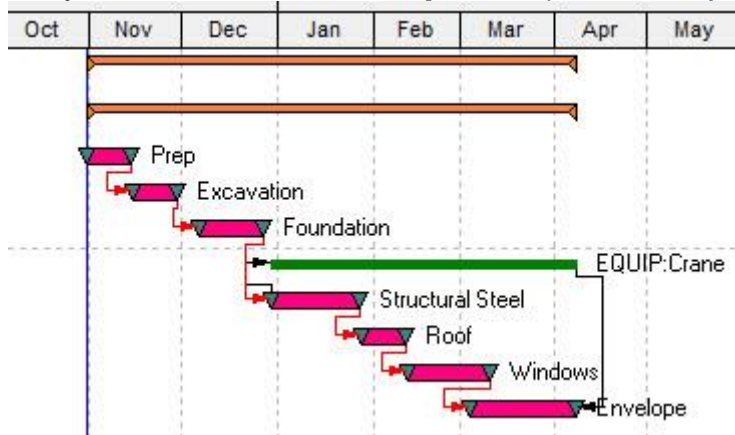 Oct Nov Dec Jan Feb Mar Apr May
Prep
Excavation
Foundation
EQUIP:Crane
Structural Steel
Roof
Windows
Envelope